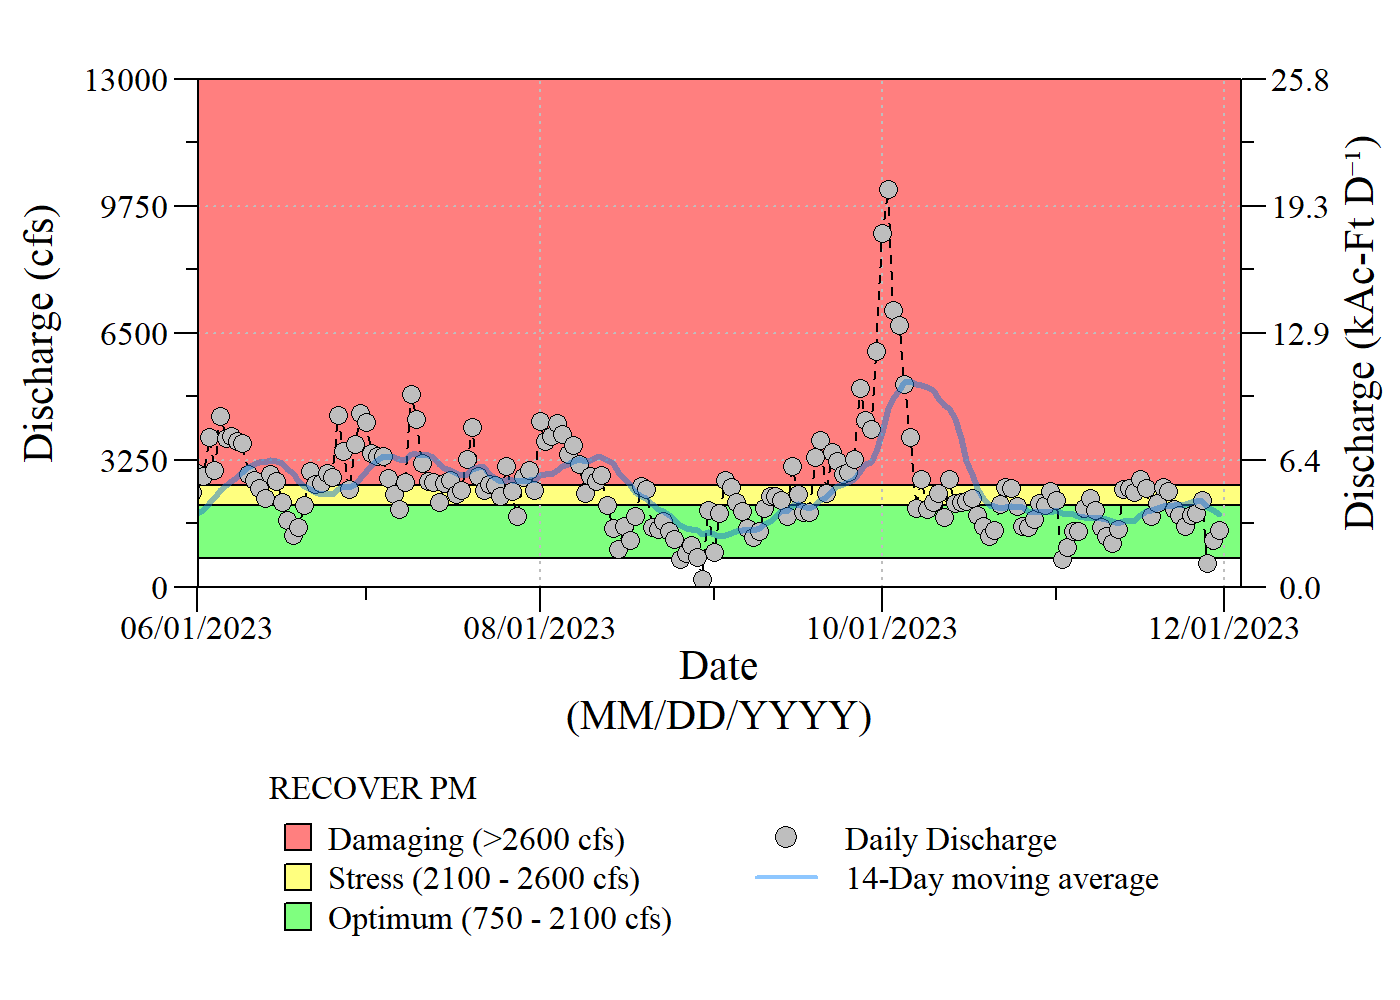 13000
9750
6500
3250
0
Discharge (cfs)
25.8
19.3
12.9
6.4
0.0
Discharge (kAc-Ft D⁻¹)
06/01/2023
08/01/2023
10/01/2023
12/01/2023
Date
(MM/DD/YYYY)
RECOVER PM
Damaging (>2600 cfs)
Stress (2100 - 2600 cfs)
Optimum (750 - 2100 cfs)
Daily Discharge
14-Day moving average